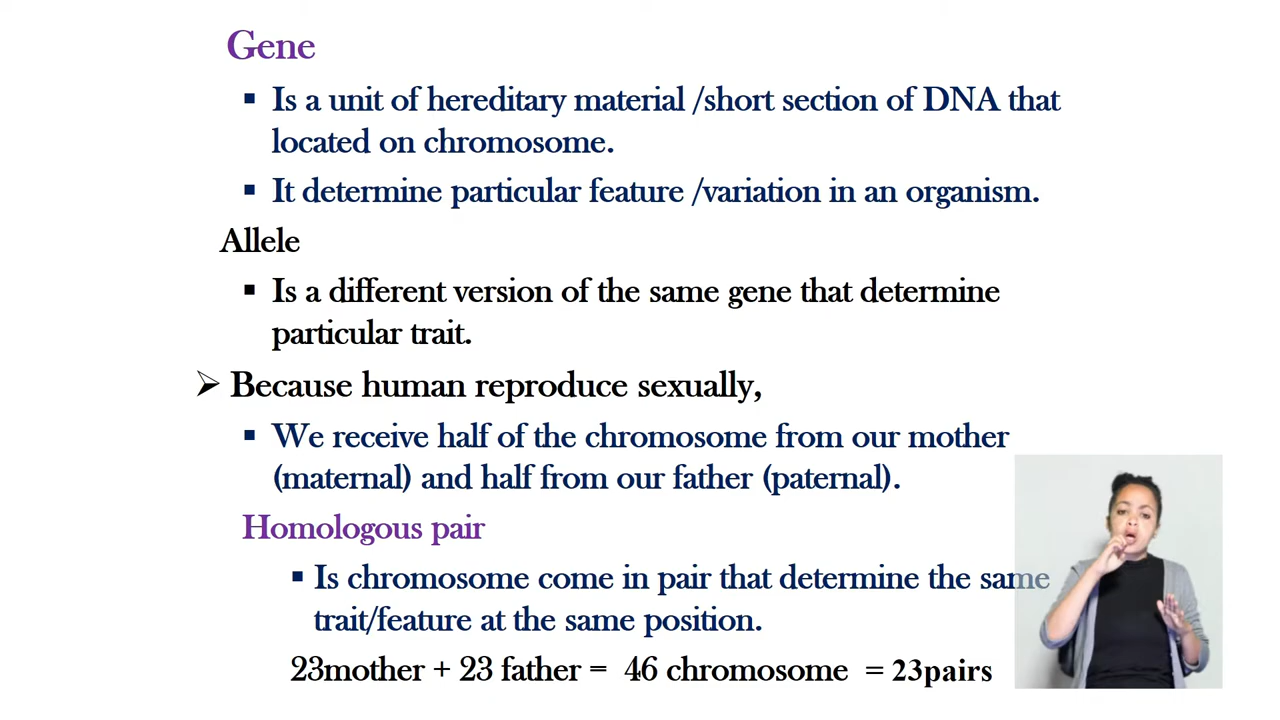 Gene
▪ Is a unit of hereditary material /short section of DNA that
located on chromosome.
▪ It determine particular feature /variation in an organism.
Allele
▪ Is a different version of the same gene that determine
particular trait.
➢ Because human reproduce sexually,
▪ We receive half of the chromosome from our mother
(maternal) and half from our father (paternal).
Homologous pair
▪ Is chromosome come in pair that determine the same
trait/feature at the same position.
23mother + 23 father = 46 chromosome = 23pairs